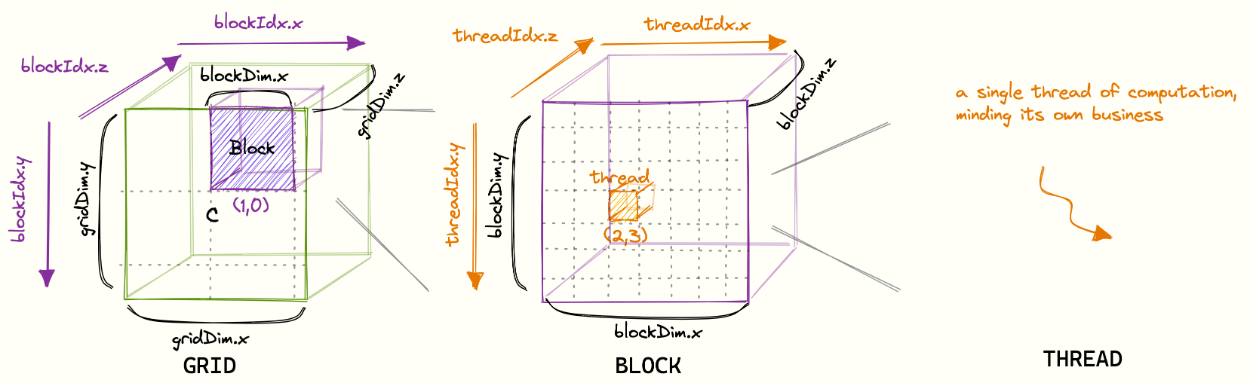 blockIdx.x
blockIdx.z
blockDim.x
gridDim.z
blockIdx.y
gridDim.y
Block
(1,0)
C
gridDim.x
GRID
threadIdx.x
threadIdx.z
blockDim.z
threadIdx.y
blockDim.y
thread
(2,3)
blockDim.x
BLOCK
a single thread of computation,
minding its own business
THREAD